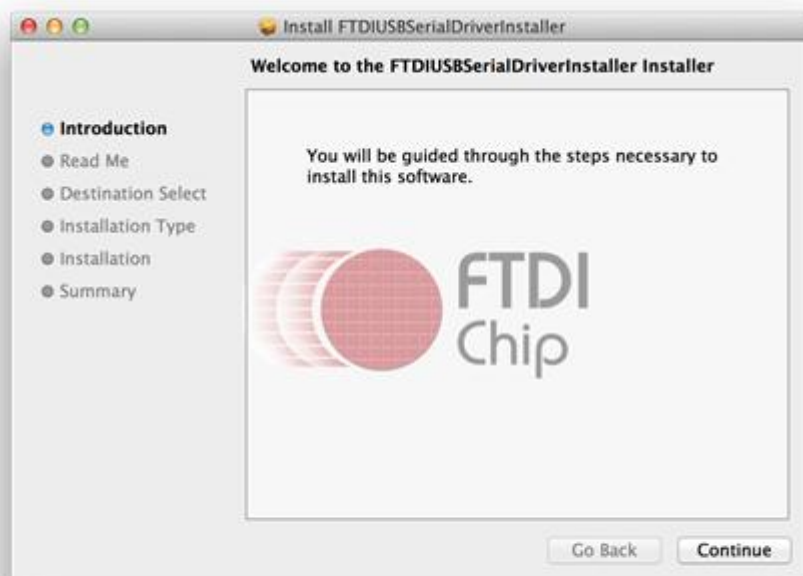 Install FTDIUSBSerialDriverInstaller
Welcome to the FTDIUSBSerialDriverInstaller Installer
Introduction
Read Me
Destination Select
Installation Type
Installation
Summary
You will be guided through the steps necessary to
install this software.
FTDI
Chip
Go Back
Continue